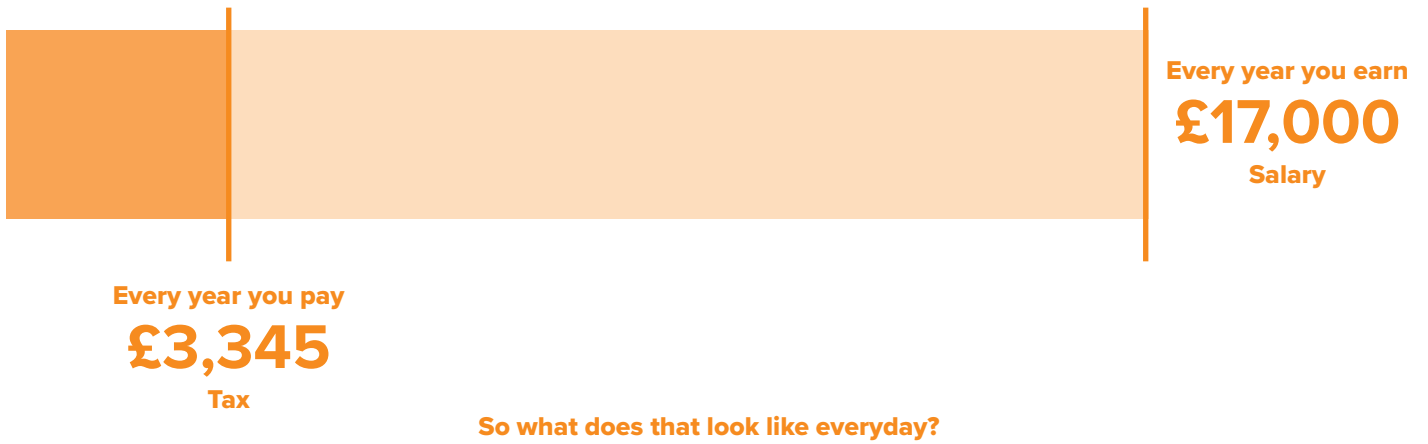 Every year you earn
£17,000
Salary
Every year you pay
£3,345
Tax
So what does that look like everyday?